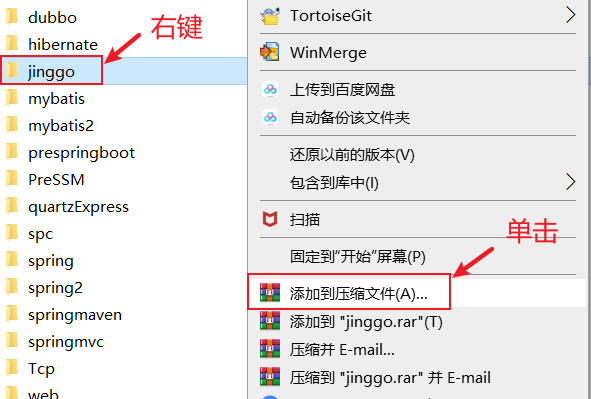 dubbo
hibernate
jinggo
mybatis
mybatis2
prespringboot
PreSSM
quartzExpress
spc
spring
spring2
springmaven
springmvc
Tcp
web
右键
TortoiseGit
WinMerge
上传到百度网盘
自动备份该文件夹
还原以前的版本(V)
包含到库中(I)
扫描
固定到"开始"屏幕(P)
单击
添加到压缩文件(A)...
添加到 "jinggo.rar"(T)
压缩并 E-mail...
压缩到 "jinggo.rar" 并 E-mail